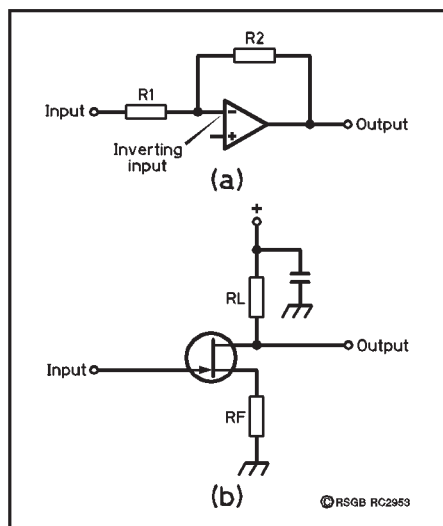 R2
R1
Input
Output
−
+
Inverting
input
(a)
+
RL
Output
Input
RF
(b)
©RSGB RC2953